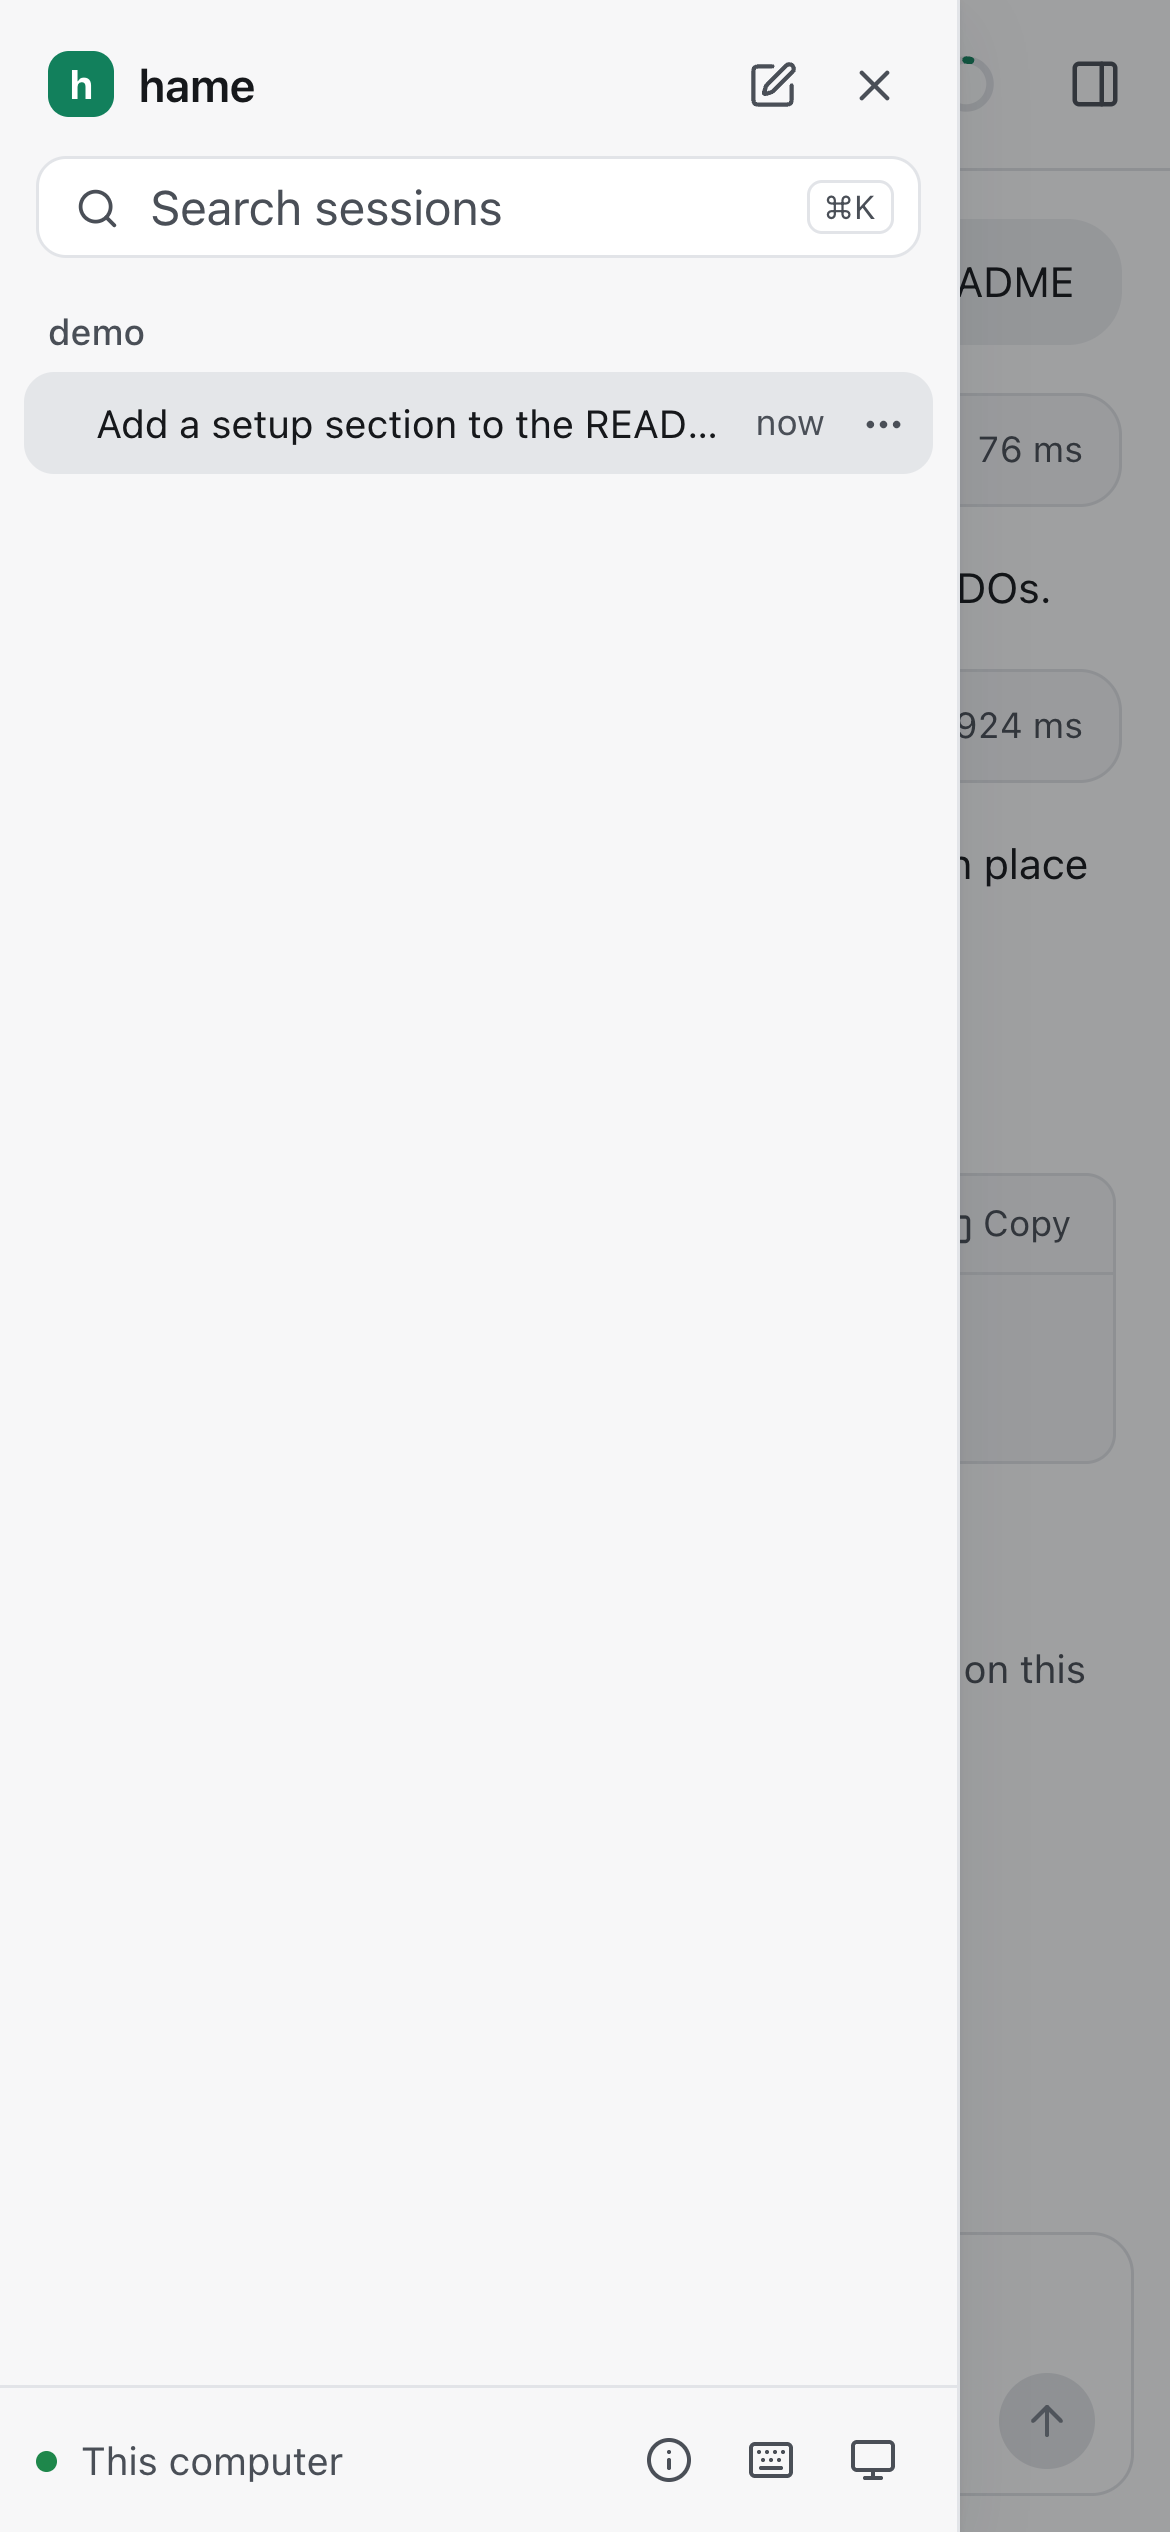 h hame
Search sessions ⌘K
demo
Add a setup section to the READ... now
This computer
ADME
76 ms
DOs.
924 ms
n place
Copy
on this